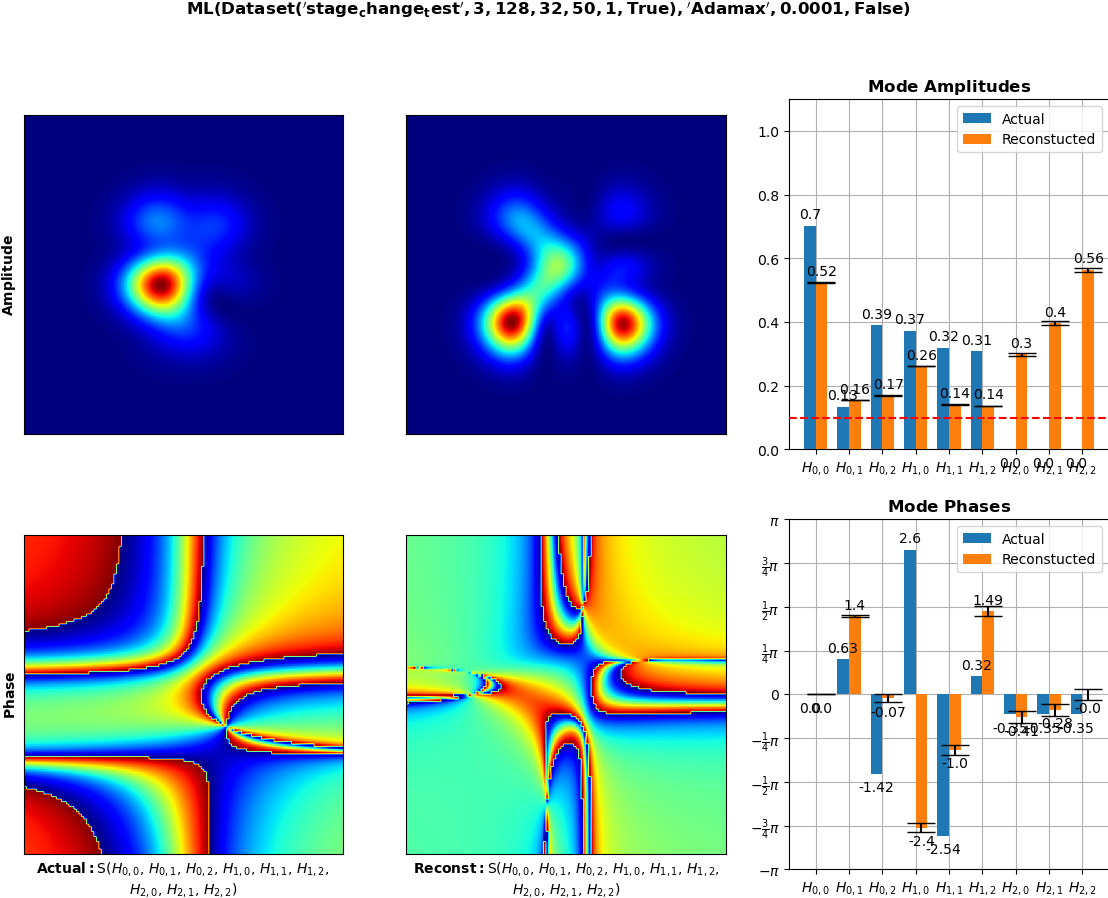 ML(Dataset('stage_change_test', 3, 128, 32, 50, 1, True), 'Adamax', 0.0001, False)
Amplitude
Mode Amplitudes
Actual
Reconstucted
1.0
0.8
0.6
0.4
0.2
0.0
0.7
0.52
0.13
0.16
0.39
0.17
0.37
0.26
0.32
0.14
0.31
0.14
0.0
0.3
0.0
0.4
0.0
0.56
H0,0 H0,1 H0,2 H1,0 H1,1 H1,2 H2,0 H2,1 H2,2
Phase
Actual: S(H0,0, H0,1, H0,2, H1,0, H1,1, H1,2,
H2,0, H2,1, H2,2)
Reconst: S(H0,0, H0,1, H0,2, H1,0, H1,1, H1,2,
H2,0, H2,1, H2,2)
Mode Phases
Actual
Reconstucted
π
3/4π
1/2π
1/4π
0
−1/4π
−1/2π
−3/4π
−π
0.0
0.0
0.63
1.4
-1.42
-0.07
2.6
-2.4
-2.54
-1.0
0.32
1.49
-0.35
-0.41
-0.35
-0.28
-0.35
-0.0
H0,0 H0,1 H0,2 H1,0 H1,1 H1,2 H2,0 H2,1 H2,2